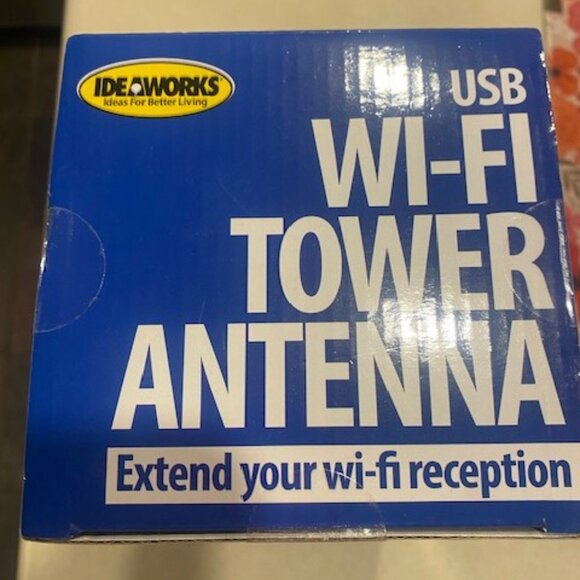 IDEAWORKS
Ideas For Better Living
USB
WI-FI
TOWER
ANTENNA
Extend your wi-fi reception